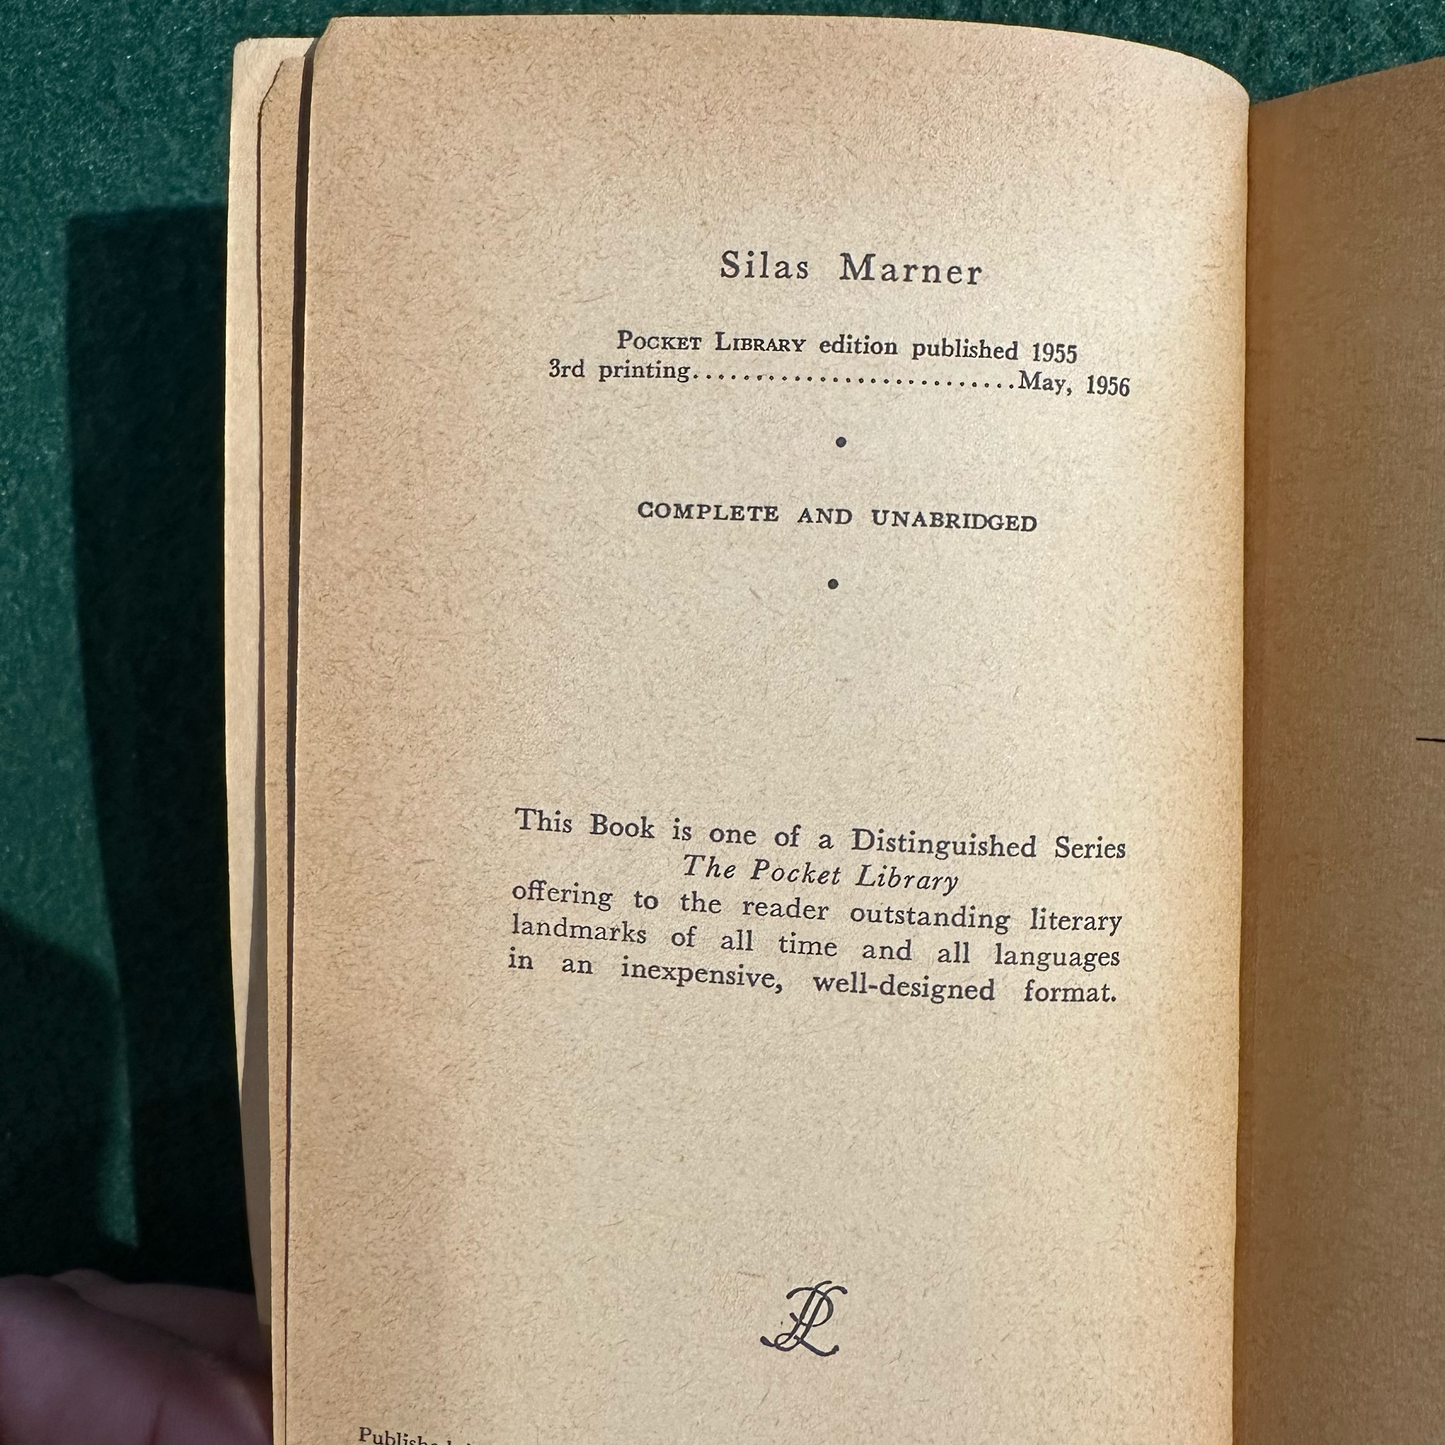 Silas Marner
POCKET LIBRARY edition published 1955
3rd printing..........................May, 1956
•
COMPLETE AND UNABRIDGED
•
This Book is one of a Distinguished Series
The Pocket Library
offering to the reader outstanding literary
landmarks of all time and all languages
in an inexpensive, well-designed format.
PL